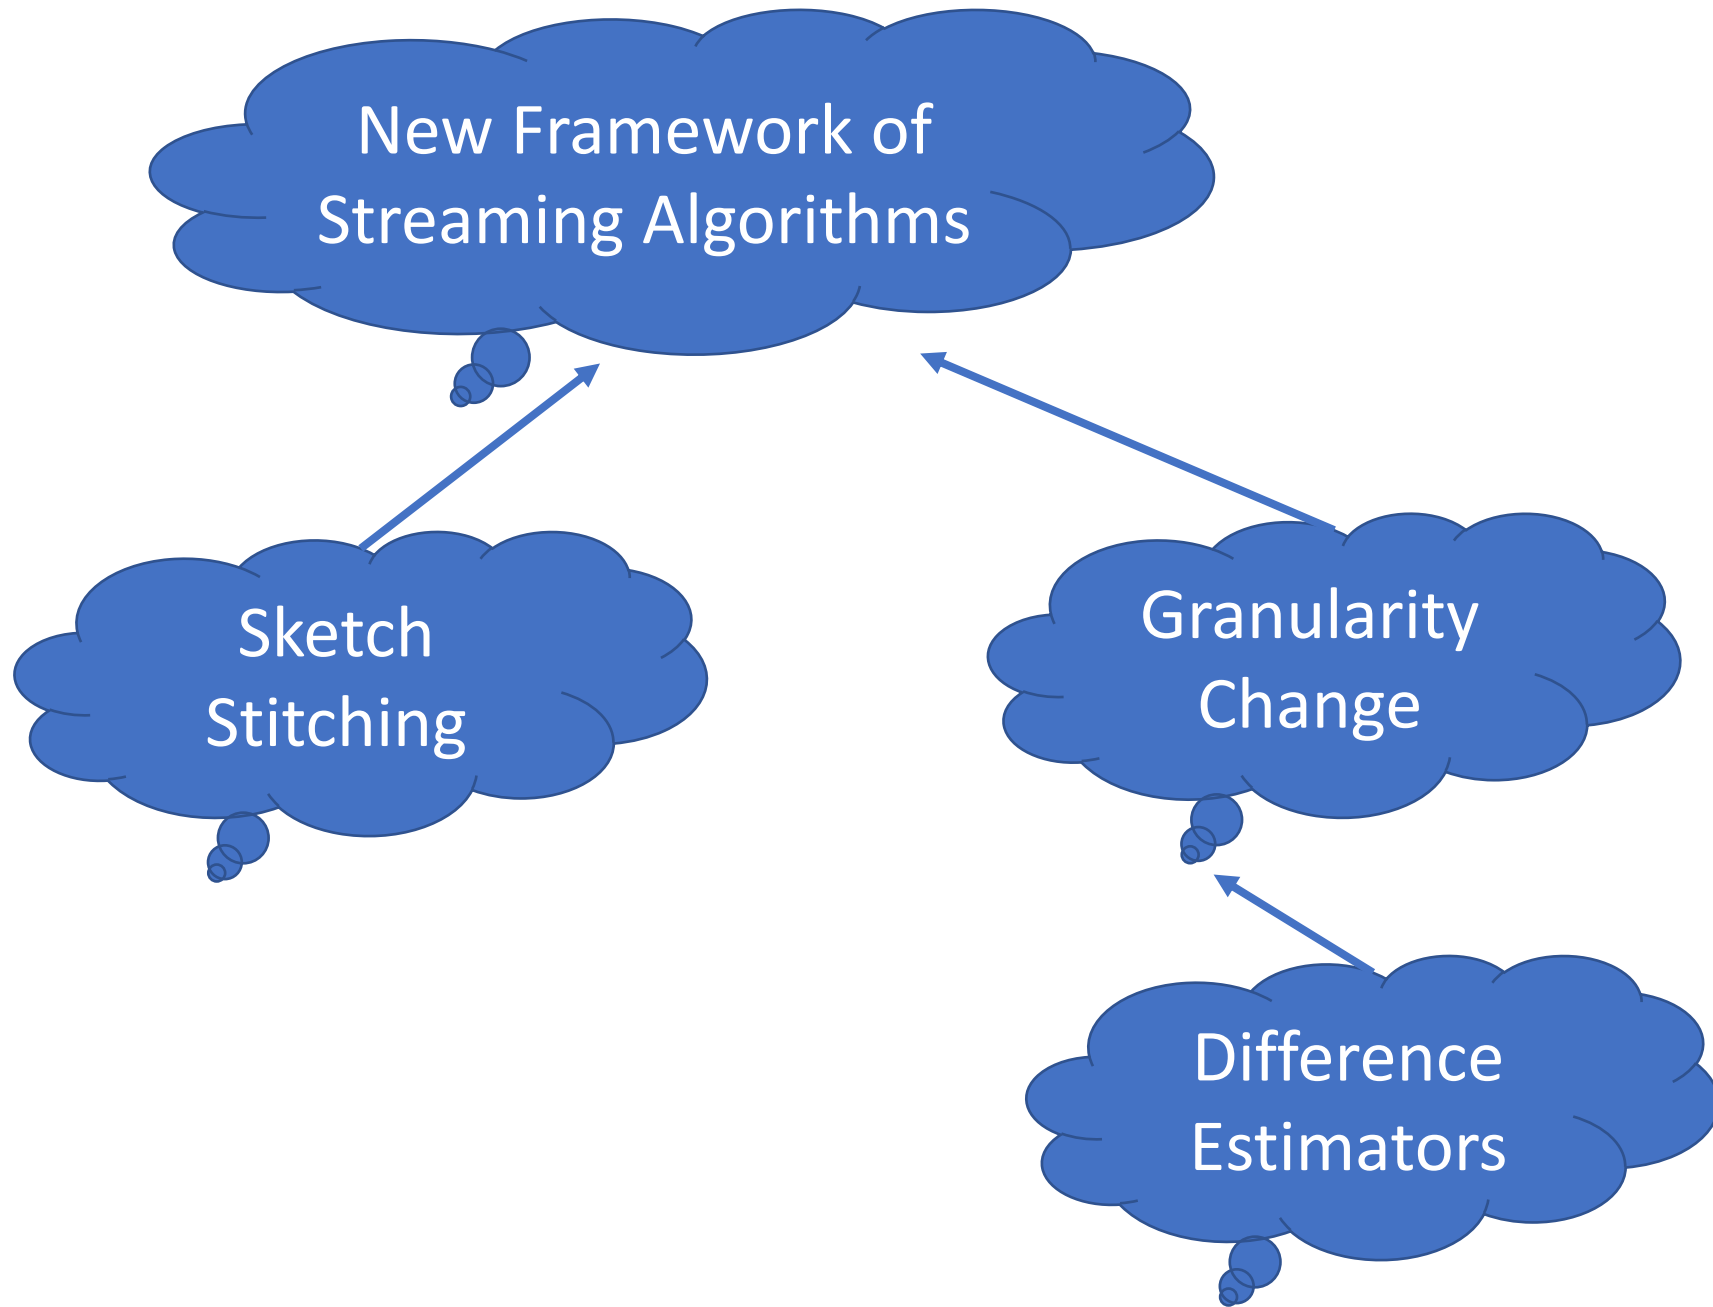 New Framework of
Streaming Algorithms
Sketch
Stitching
Granularity
Change
Difference
Estimators